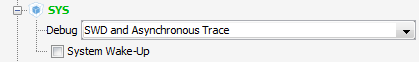 SYS
Debug SWD and Asynchronous Trace
System Wake-Up